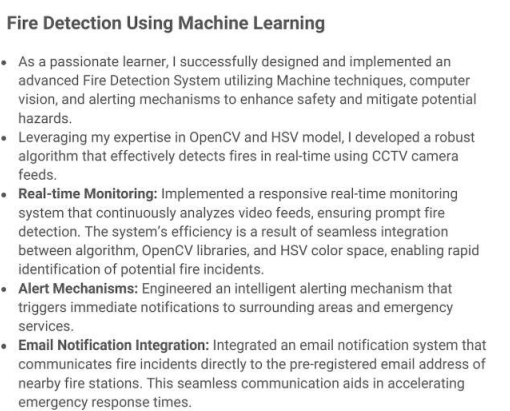 Fire Detection Using Machine Learning
• As a passionate learner, I successfully designed and implemented an
advanced Fire Detection System utilizing Machine techniques, computer
vision, and alerting mechanisms to enhance safety and mitigate potential
hazards.
• Leveraging my expertise in OpenCV and HSV model, I developed a robust
algorithm that effectively detects fires in real-time using CCTV camera
feeds.
• Real-time Monitoring: Implemented a responsive real-time monitoring
system that continuously analyzes video feeds, ensuring prompt fire
detection. The system's efficiency is a result of seamless integration
between algorithm, OpenCV libraries, and HSV color space, enabling rapid
identification of potential fire incidents.
• Alert Mechanisms: Engineered an intelligent alerting mechanism that
triggers immediate notifications to surrounding areas and emergency
services.
• Email Notification Integration: Integrated an email notification system that
communicates fire incidents directly to the pre-registered email address of
nearby fire stations. This seamless communication aids in accelerating
emergency response times.